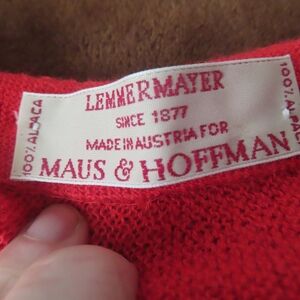 LEMMERMAYER
SINCE 1877
MADE IN AUSTRIA FOR
MAUS & HOFFMAN
100% ALPACA
100% ALPACA